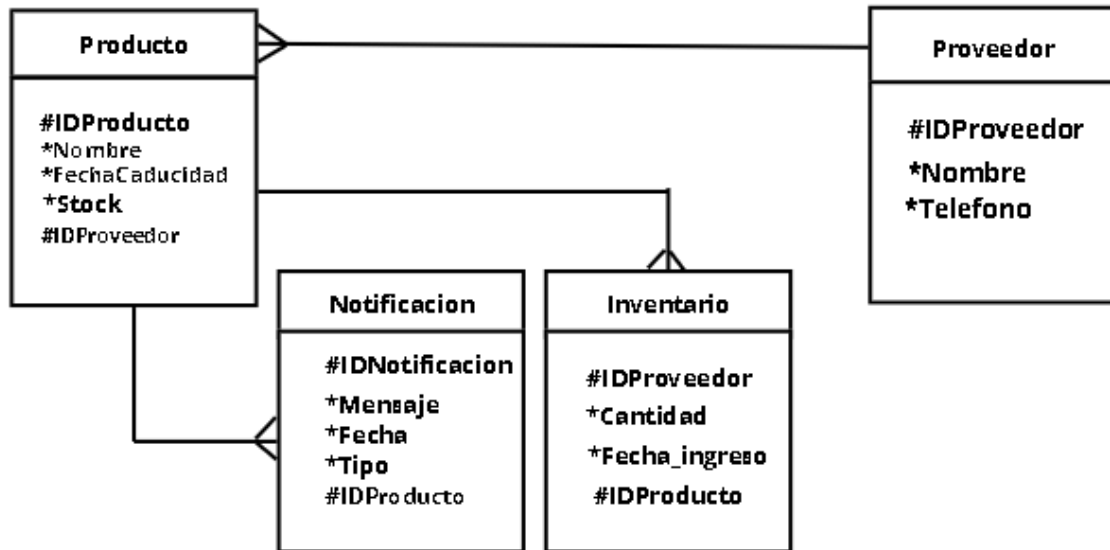 Producto
#IDProducto
*Nombre
*FechaCaducidad
*Stock
#IDProveedor
Proveedor
#IDProveedor
*Nombre
*Telefono
Notificacion
#IDNotificacion
*Mensaje
*Fecha
*Tipo
#IDProducto
Inventario
#IDProveedor
*Cantidad
*Fecha_ingreso
#IDProducto